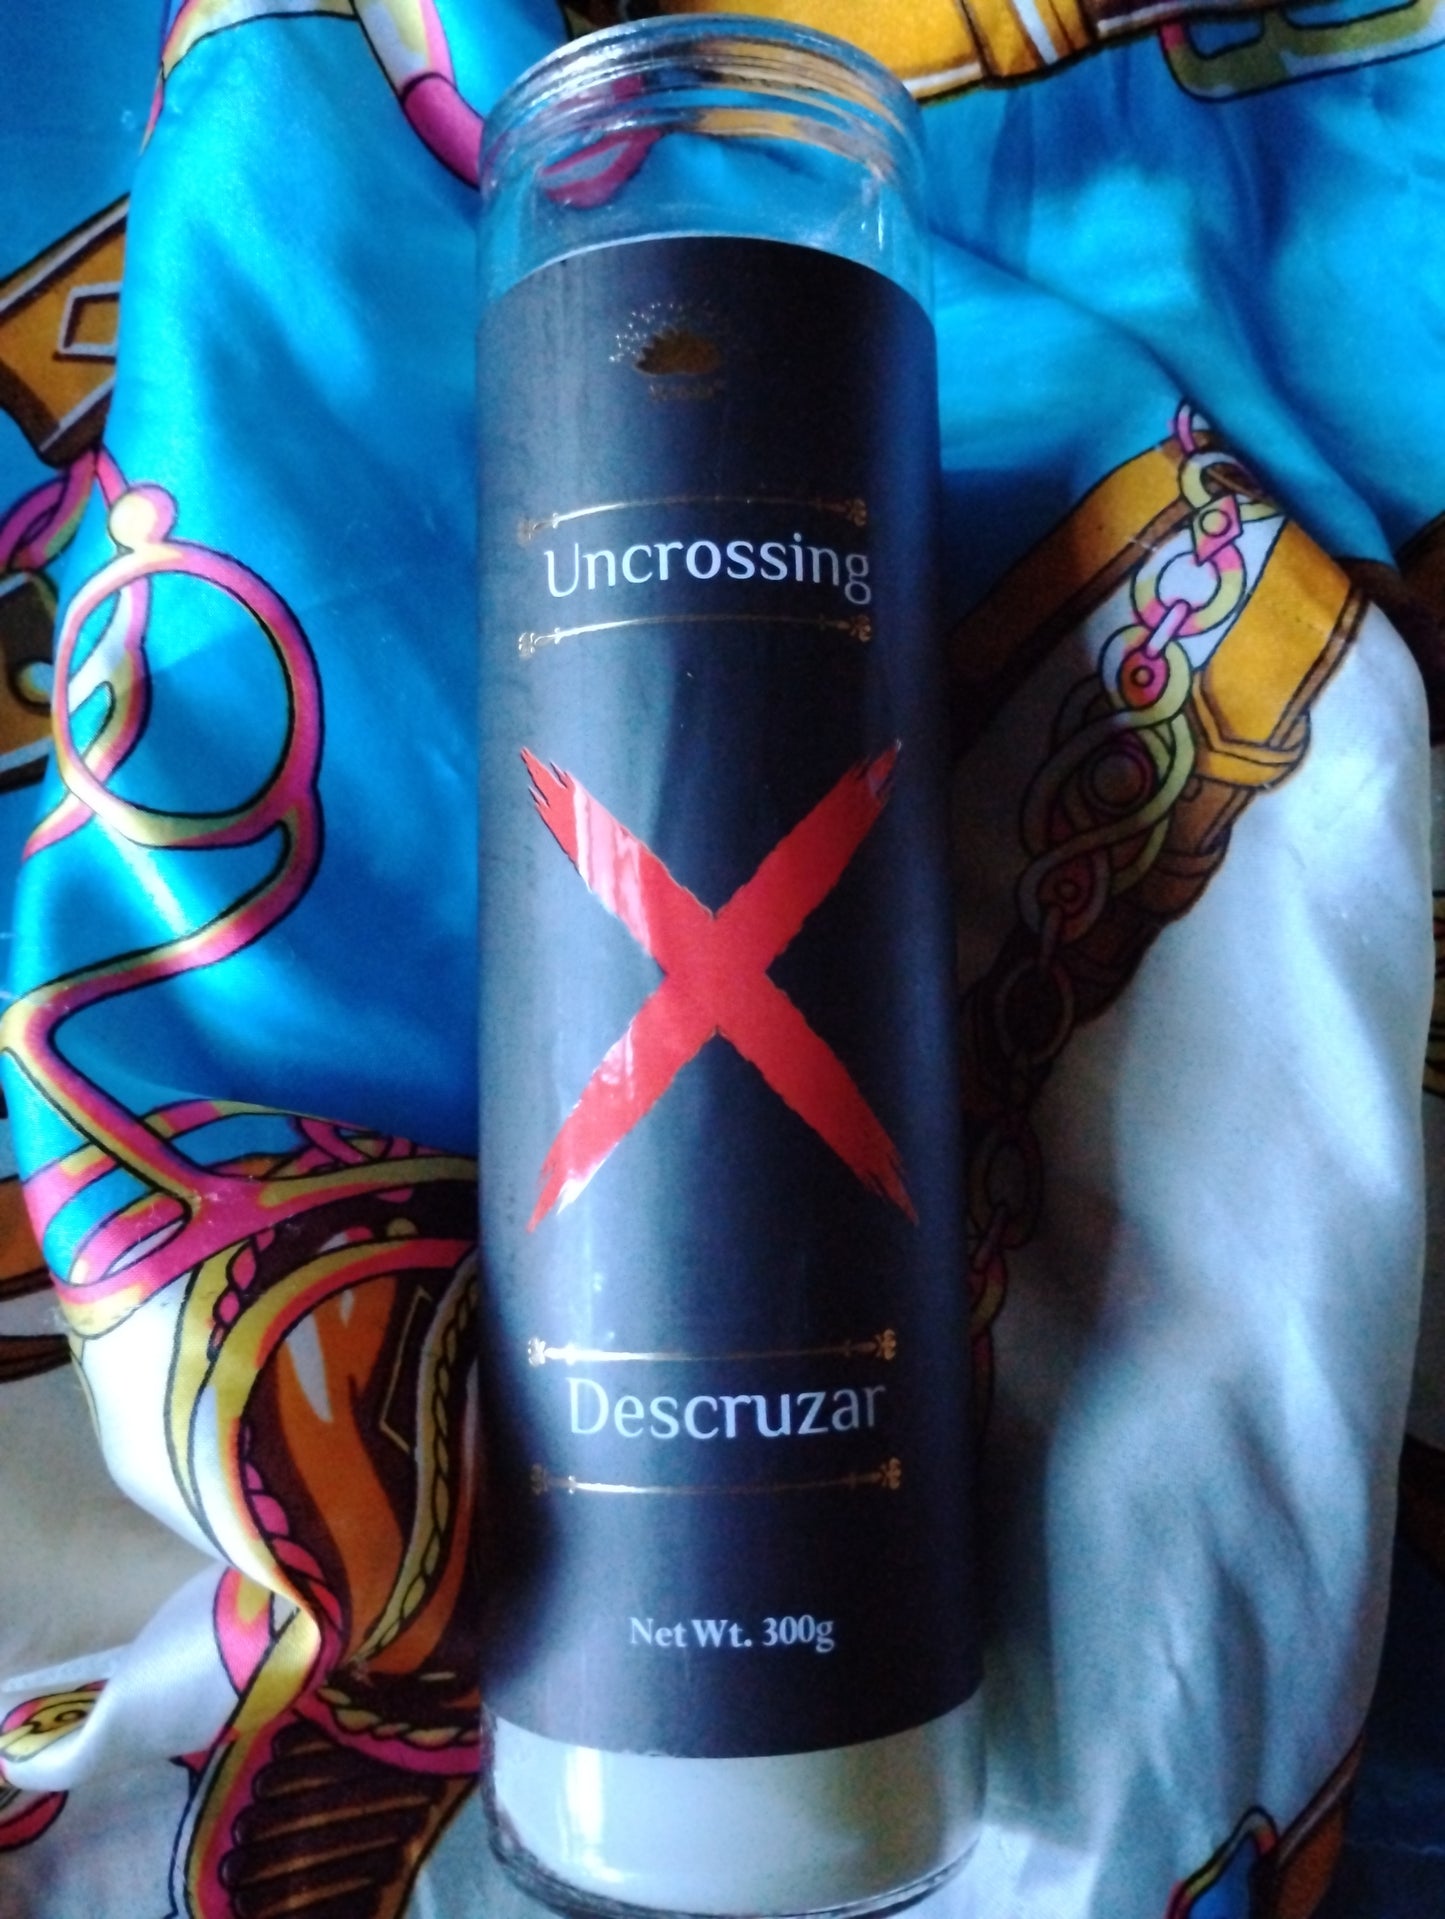 Uncrossing
Descruzar
Net Wt. 300g